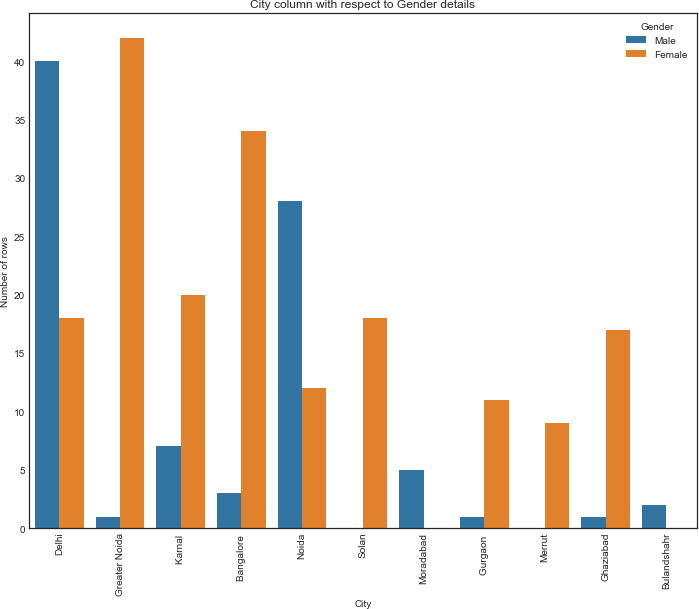 City column with respect to Gender details
Gender
Male
Female
Number of rows
40
35
30
25
20
15
10
5
0
Delhi
Greater Noida
Karnal
Bangalore
Noida
Solan
Moradabad
Gurgaon
Merrut
Ghaziabad
Bulandshahr
City